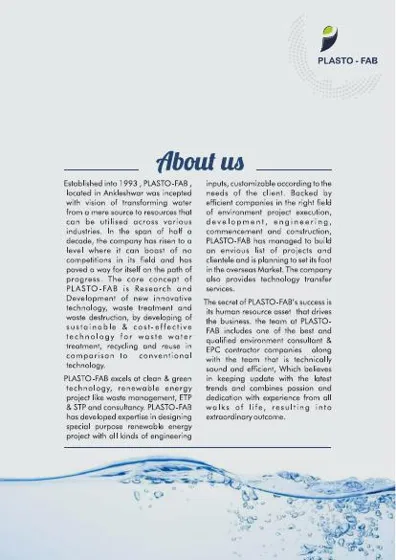 PLASTO - FAB
About us
Established into 1993 , PLASTO-FAB ,
located in Ankleshwar was incepted
with vision of transforming water
from a mere source to resources that
can be utilised across various
industries. In the span of half a
decade, the company has risen to a
level where it can boast of no
competitions in its field and has
paved a way for itself on the path of
progress. The core concept of
PLASTO-FAB is Research and
Development of new innovative
technology, waste treatment and
waste destruction, by developing of
sustainable & cost-effective
technology for waste water
treatment, recycling and reuse in
comparison to conventional
technology.
PLASTO-FAB excels at clean & green
technology, renewable energy
project like waste management, ETP
& STP and consultancy. PLASTO-FAB
has developed expertise in designing
special purpose renewable energy
project with all kinds of engineering
inputs, customizable according to the
needs of the client. Backed by
efficient companies in the right field
of environment project execution,
development, engineering,
commencement and construction,
PLASTO-FAB has managed to build
an envious list of projects and
clientele and is planning to set its foot
in the overseas Market. The company
also provides technology transfer
services.
The secret of PLASTO-FAB's success is
its human resource asset that drives
the business. the team at PLASTO-
FAB includes one of the best and
qualified environment consultant &
EPC contractor companies along
with the team that is technically
sound and efficient, Which believes
in keeping update with the latest
trends and combines passion and
dedication with experience from all
walks of life, resulting into
extraordinary outcome.